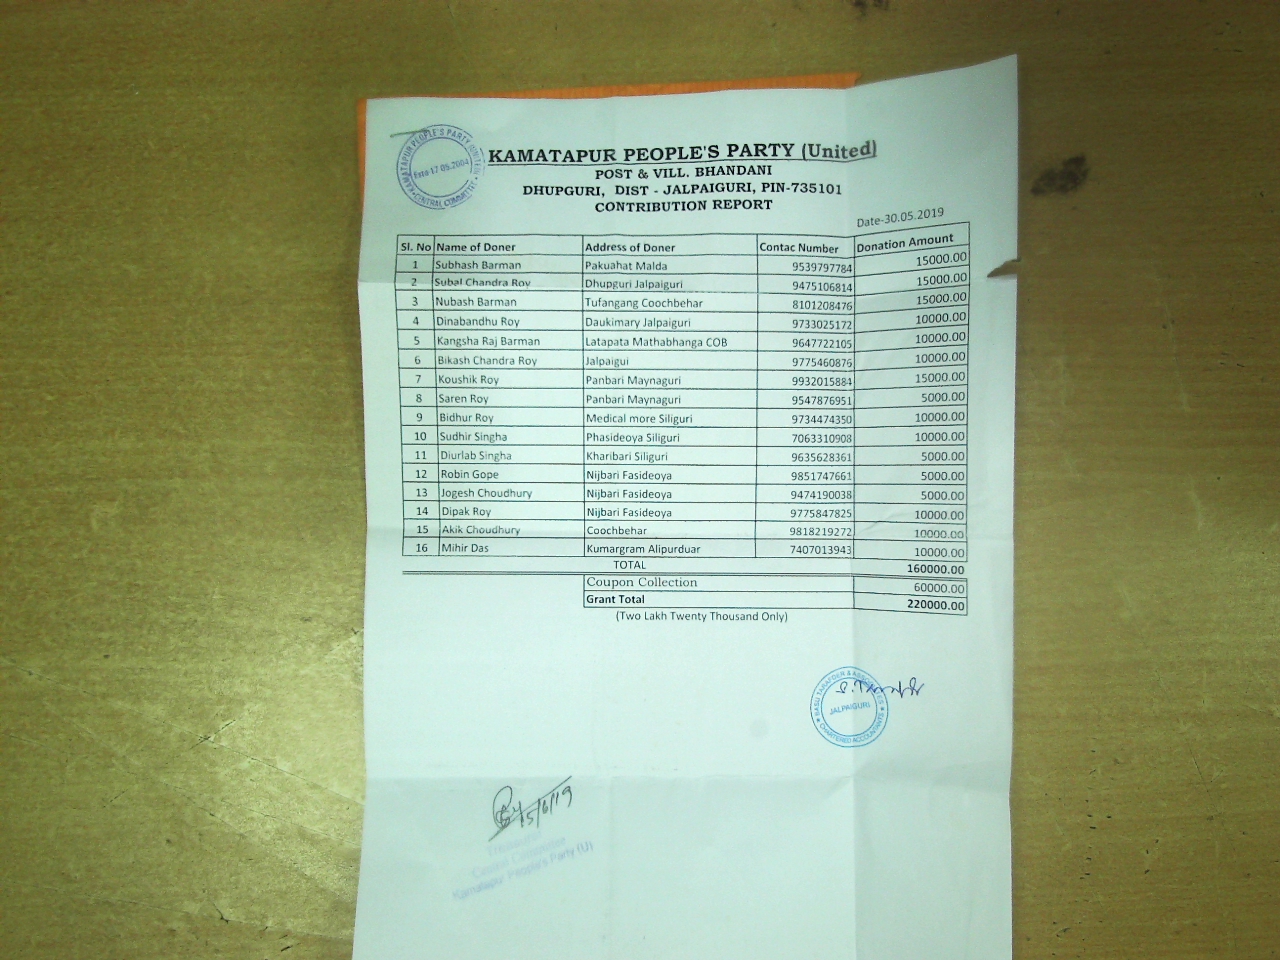 KAMATAPUR PEOPLE'S PARTY (UNITED)
Estd 17.05.2004
CENTRAL COMMITTEE
KAMATAPUR PEOPLE'S PARTY (United)
POST & VILL. BHANDANI
DHUPGURI, DIST - JALPAIGURI, PIN-735101
CONTRIBUTION REPORT
Date-30.05.2019
Sl. No Name of Doner Address of Doner Contac Number Donation Amount
1 Subhash Barman Pakuahat Malda 9539797784 15000.00
2 Subal Chandra Roy Dhupguri Jalpaiguri 9475106814 15000.00
3 Nubash Barman Tufangang Coochbehar 8101208476 15000.00
4 Dinabandhu Roy Daukimary Jalpaiguri 9733025172 10000.00
5 Kangsha Raj Barman Latapata Mathabhanga COB 9647722105 10000.00
6 Bikash Chandra Roy Jalpaigui 9775460876 10000.00
7 Koushik Roy Panbari Maynaguri 9932015884 15000.00
8 Saren Roy Panbari Maynaguri 9547876951 5000.00
9 Bidhur Roy Medical more Siliguri 9734474350 10000.00
10 Sudhir Singha Phasideoya Siliguri 7063310908 10000.00
11 Diurlab Singha Kharibari Siliguri 9635628361 5000.00
12 Robin Gope Nijbari Fasideoya 9851747661 5000.00
13 Jogesh Choudhury Nijbari Fasideoya 9474190038 5000.00
14 Dipak Roy Nijbari Fasideoya 9775847825 10000.00
15 Akik Choudhury Coochbehar 9818219272 10000.00
16 Mihir Das Kumargram Alipurduar 7407013943 10000.00
TOTAL 160000.00
Coupon Collection 60000.00
Grant Total 220000.00
(Two Lakh Twenty Thousand Only)
BASU TARAFDER & ASSOCIATES
JALPAIGURI
CHARTERED ACCOUNTANTS
15/6/19
Central Committee
Kamatapur People's Party (U)